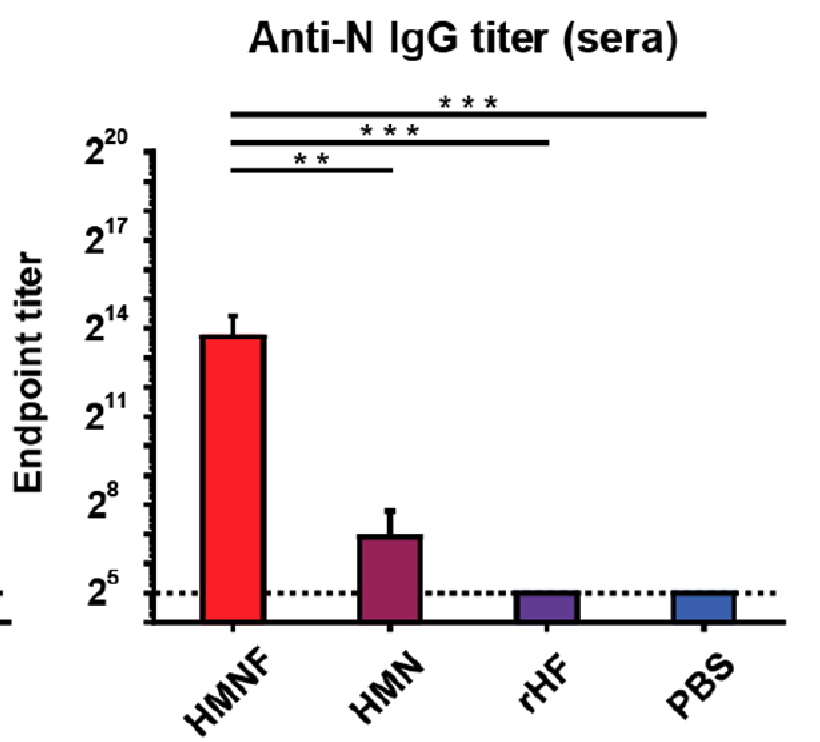 Anti-N IgG titer (sera)
* * *
* * *
* *
2^20
2^17
2^14
2^11
2^8
2^5
Endpoint titer
HMNF
HMN
rHF
PBS